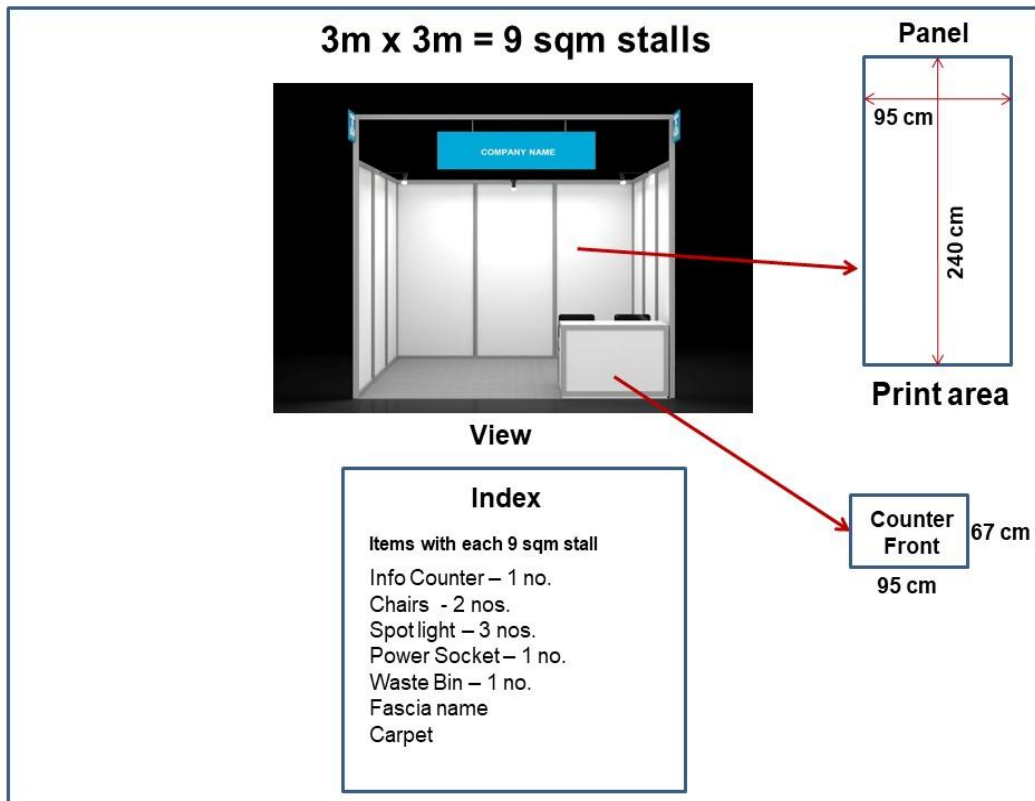 3m x 3m = 9 sqm stalls
COMPANY NAME
View
Panel
95 cm
240 cm
Print area
Counter
Front
67 cm
95 cm
Index
Items with each 9 sqm stall
Info Counter – 1 no.
Chairs - 2 nos.
Spot light – 3 nos.
Power Socket – 1 no.
Waste Bin – 1 no.
Fascia name
Carpet